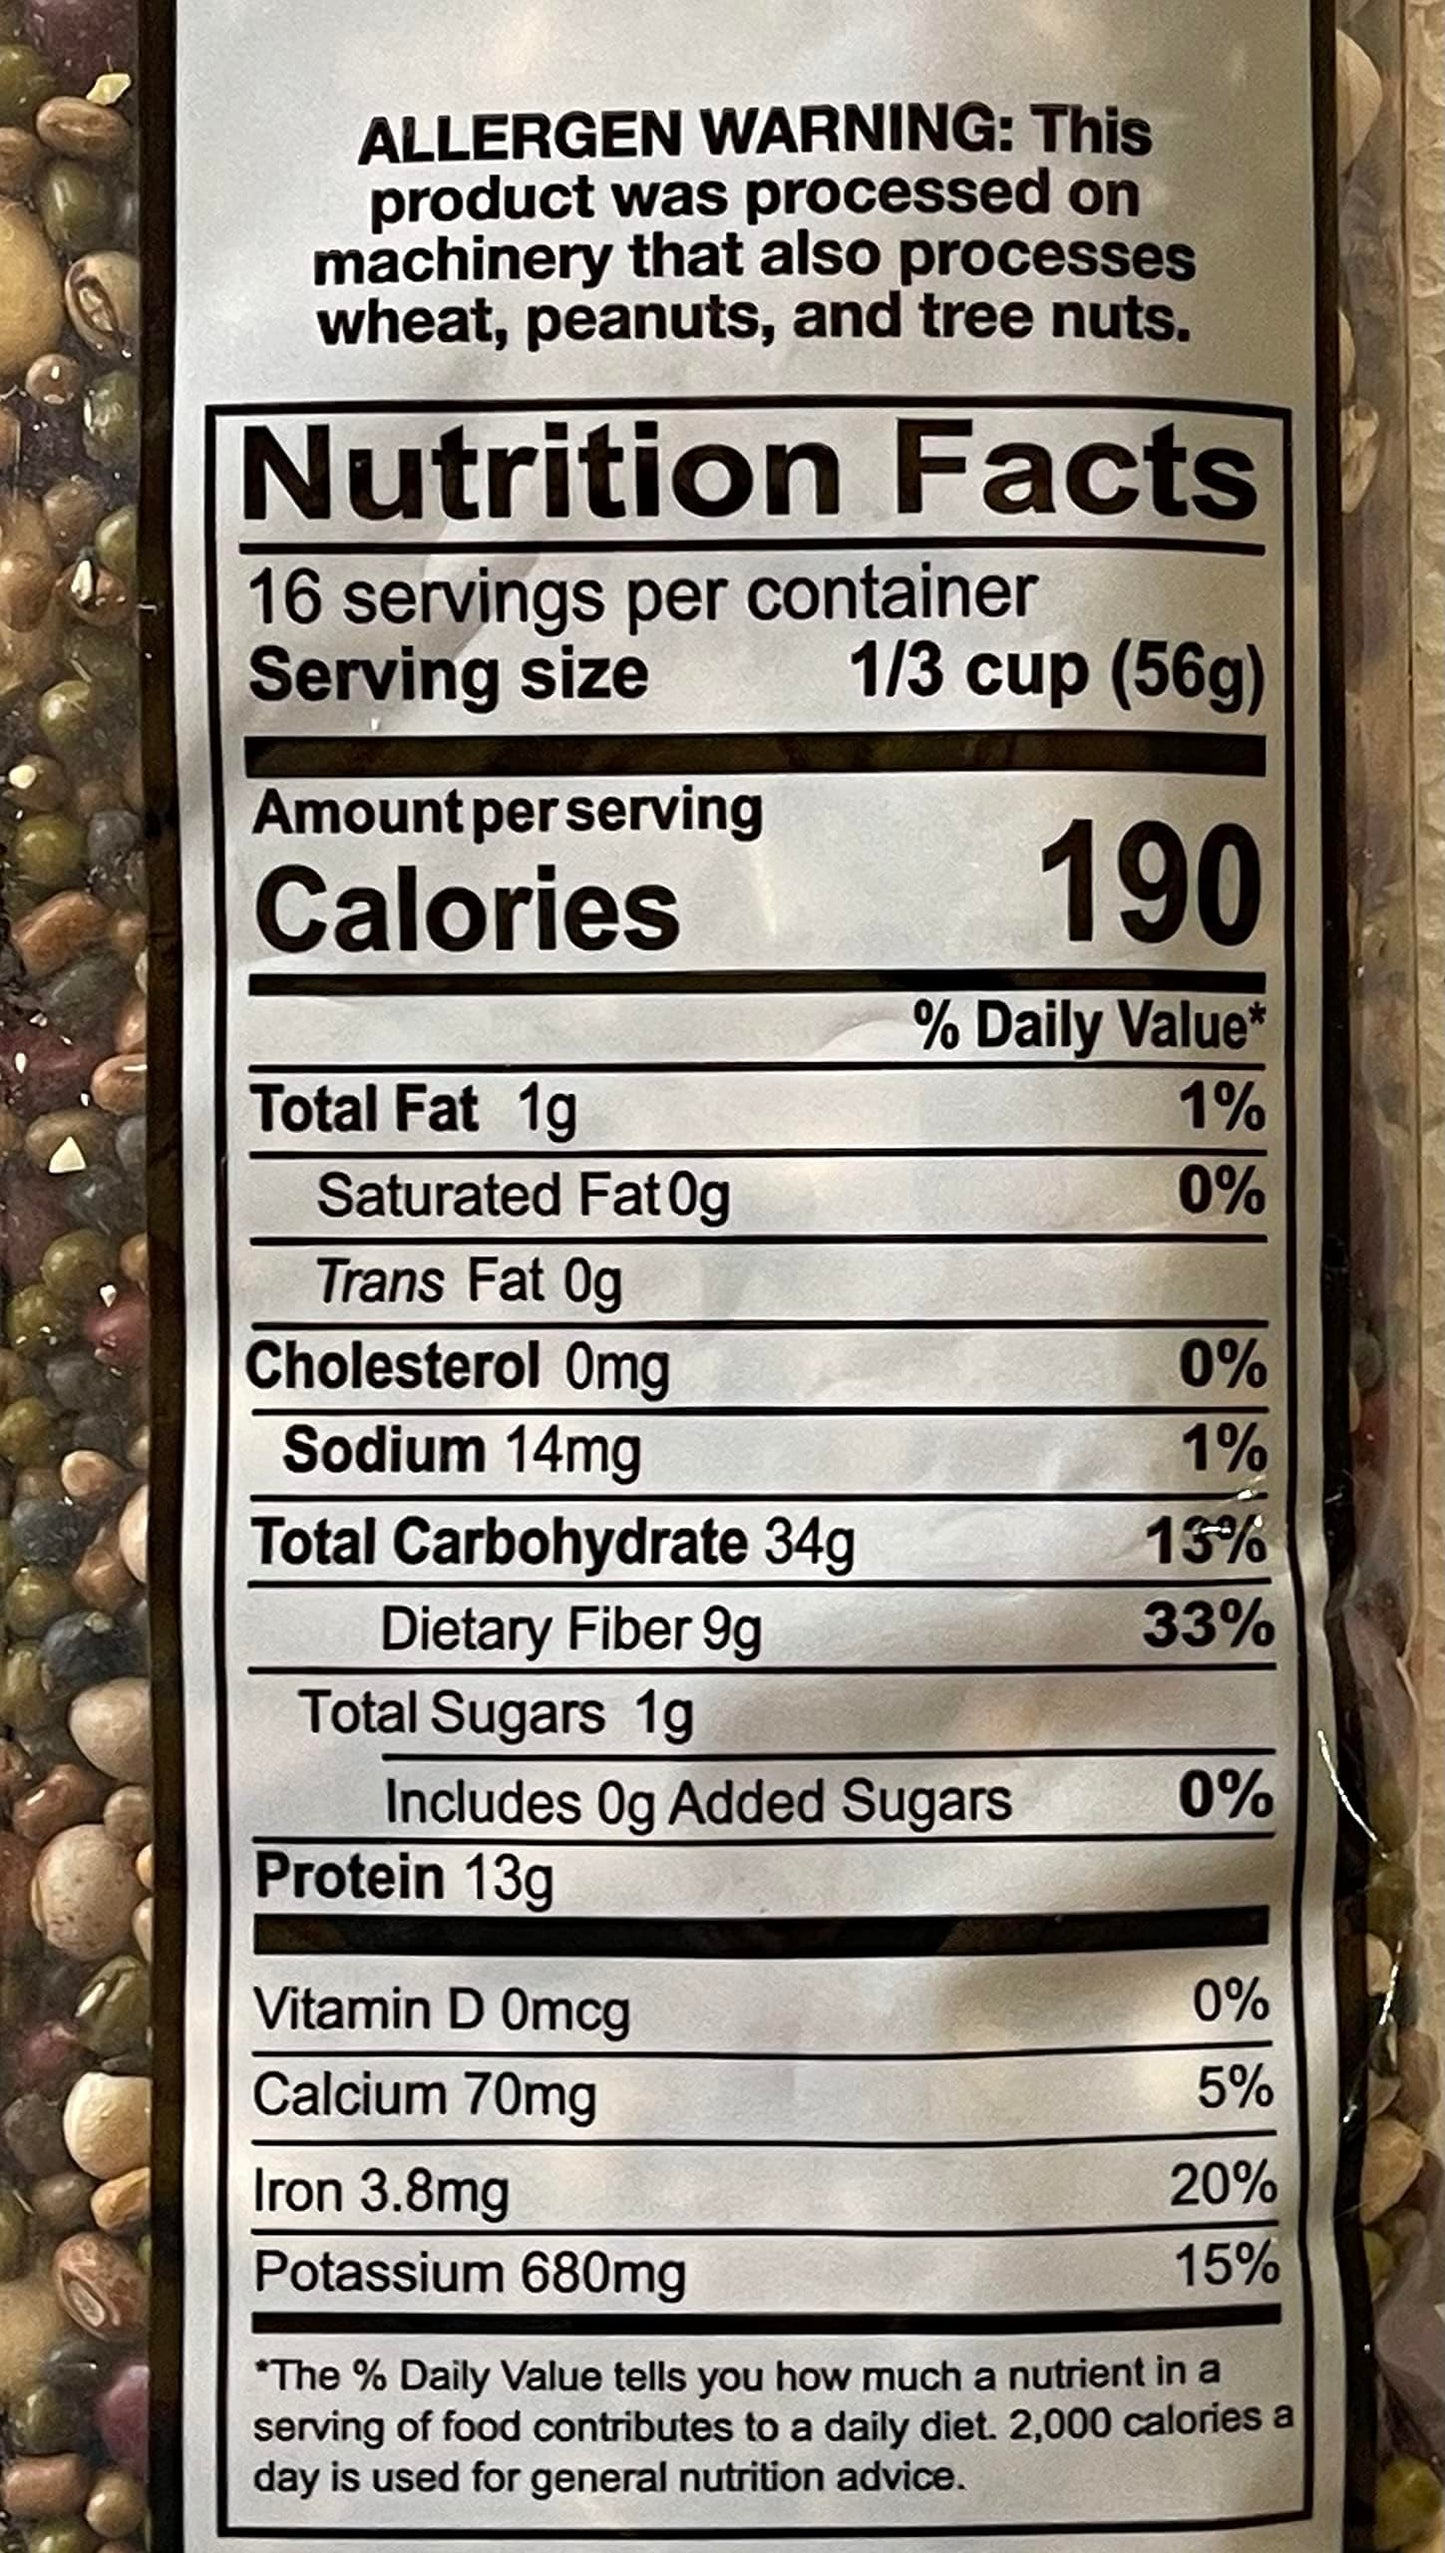 ALLERGEN WARNING: This
product was processed on
machinery that also processes
wheat, peanuts, and tree nuts.
Nutrition Facts
16 servings per container
Serving size 1/3 cup (56g)
Amount per serving
Calories 190
% Daily Value*
Total Fat 1g 1%
Saturated Fat 0g 0%
Trans Fat 0g
Cholesterol 0mg 0%
Sodium 14mg 1%
Total Carbohydrate 34g 13%
Dietary Fiber 9g 33%
Total Sugars 1g
Includes 0g Added Sugars 0%
Protein 13g
Vitamin D 0mcg 0%
Calcium 70mg 5%
Iron 3.8mg 20%
Potassium 680mg 15%
*The % Daily Value tells you how much a nutrient in a
serving of food contributes to a daily diet. 2,000 calories a
day is used for general nutrition advice.